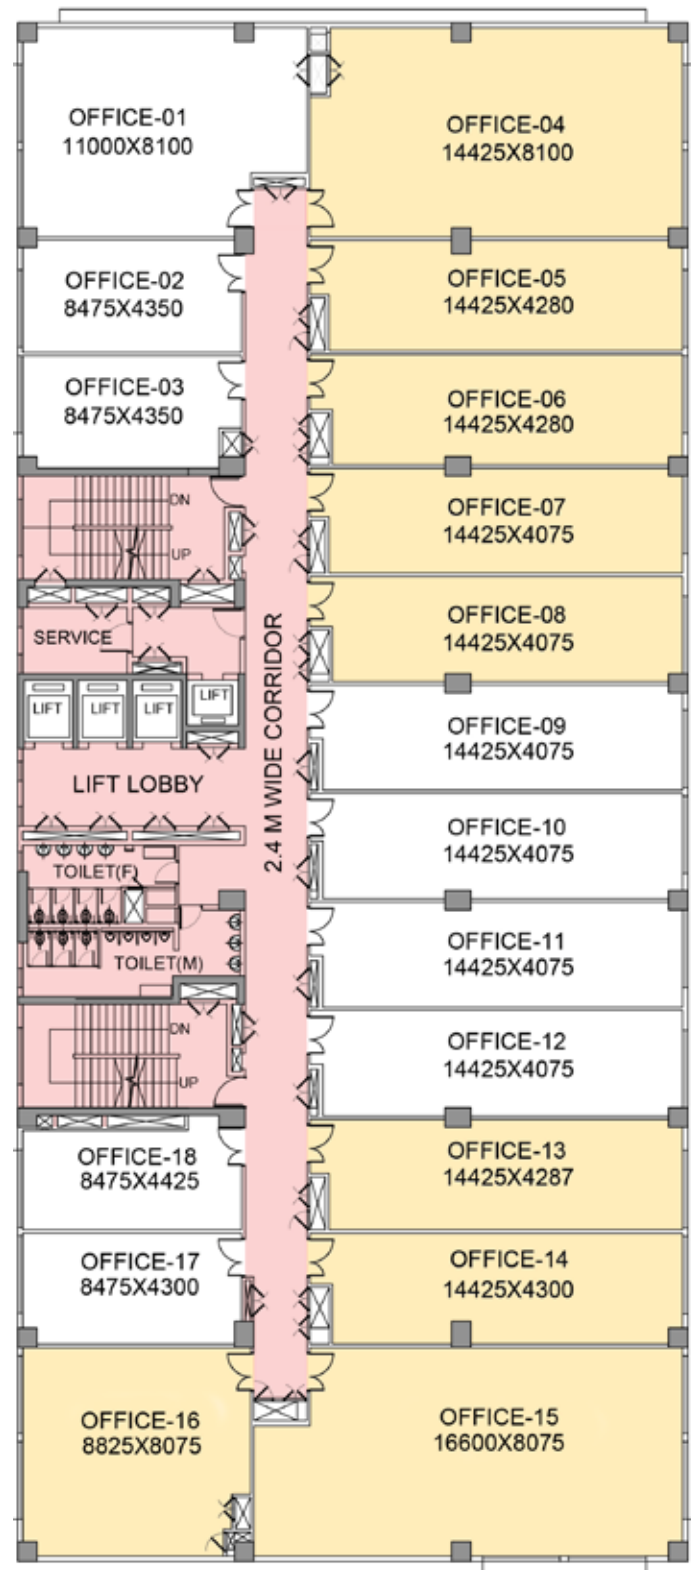 OFFICE-01
11000X8100
OFFICE-04
14425X8100
OFFICE-02
8475X4350
OFFICE-05
14425X4280
OFFICE-03
8475X4350
OFFICE-06
14425X4280
DN
UP
OFFICE-07
14425X4075
SERVICE
OFFICE-08
14425X4075
LIFT
LIFT
LIFT
LIFT
LIFT LOBBY
2.4 M WIDE CORRIDOR
OFFICE-09
14425X4075
OFFICE-10
14425X4075
TOILET(F)
TOILET(M)
OFFICE-11
14425X4075
DN
UP
OFFICE-12
14425X4075
OFFICE-18
8475X4425
OFFICE-13
14425X4287
OFFICE-17
8475X4300
OFFICE-14
14425X4300
OFFICE-16
8825X8075
OFFICE-15
16600X8075